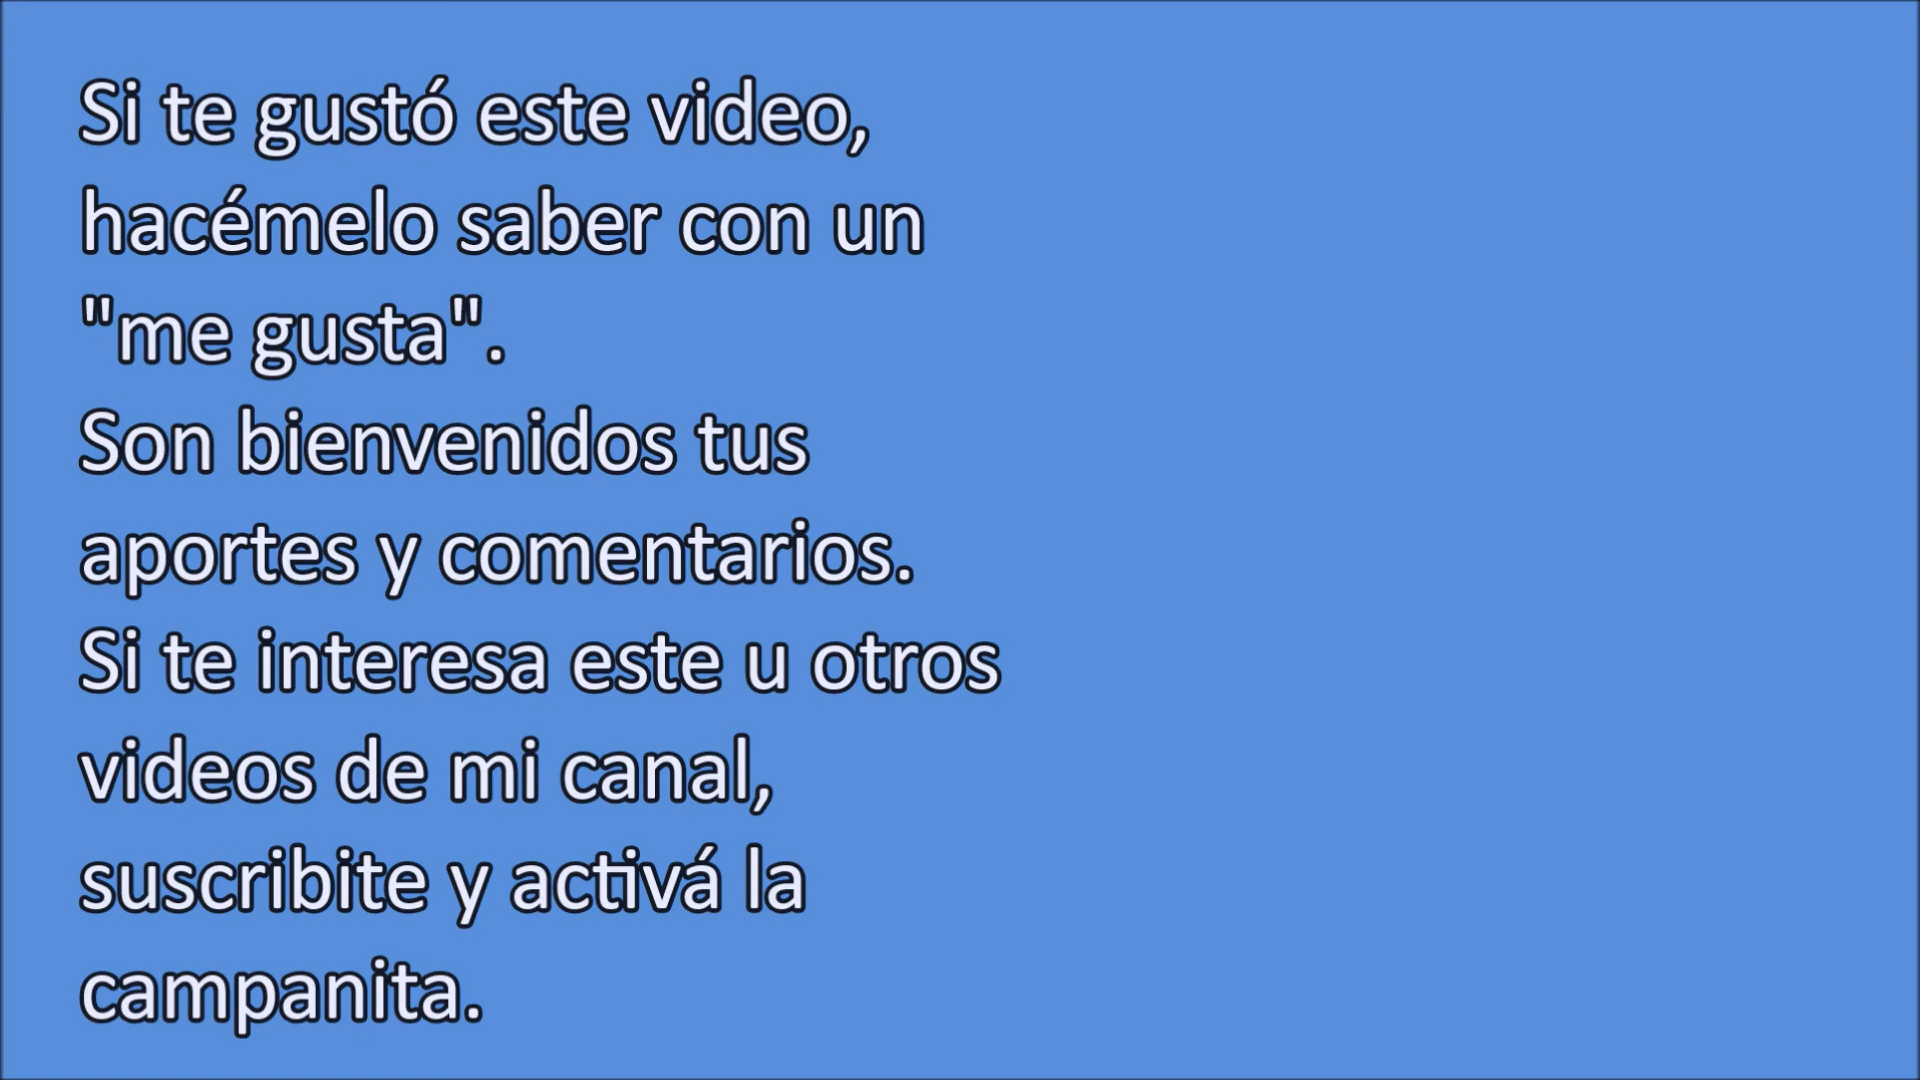 Si te gustó este video,
hacémelo saber con un
"me gusta".
Son bienvenidos tus
aportes y comentarios.
Si te interesa este u otros
videos de mi canal,
suscribite y activá la
campanita.